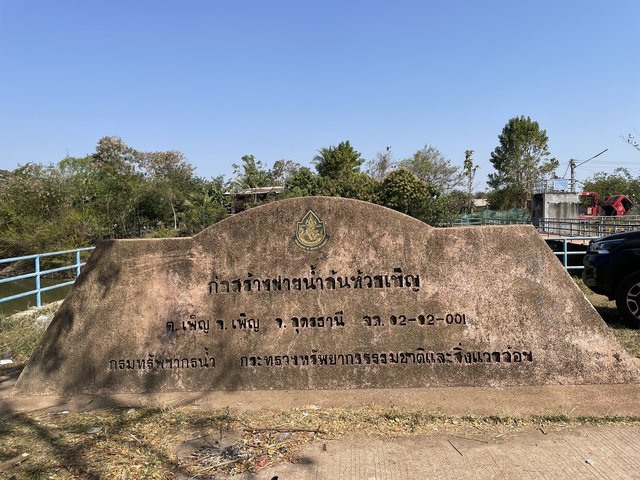 ก่อสร้างฝายน้ำล้นห้วยเพ็ญ
ต. เพ็ญ อ. เพ็ญ จ. อุดรธานี อด. 02-02-001
กรมทรัพยากรน้ำ กระทรวงทรัพยากรธรรมชาติและสิ่งแวดล้อม